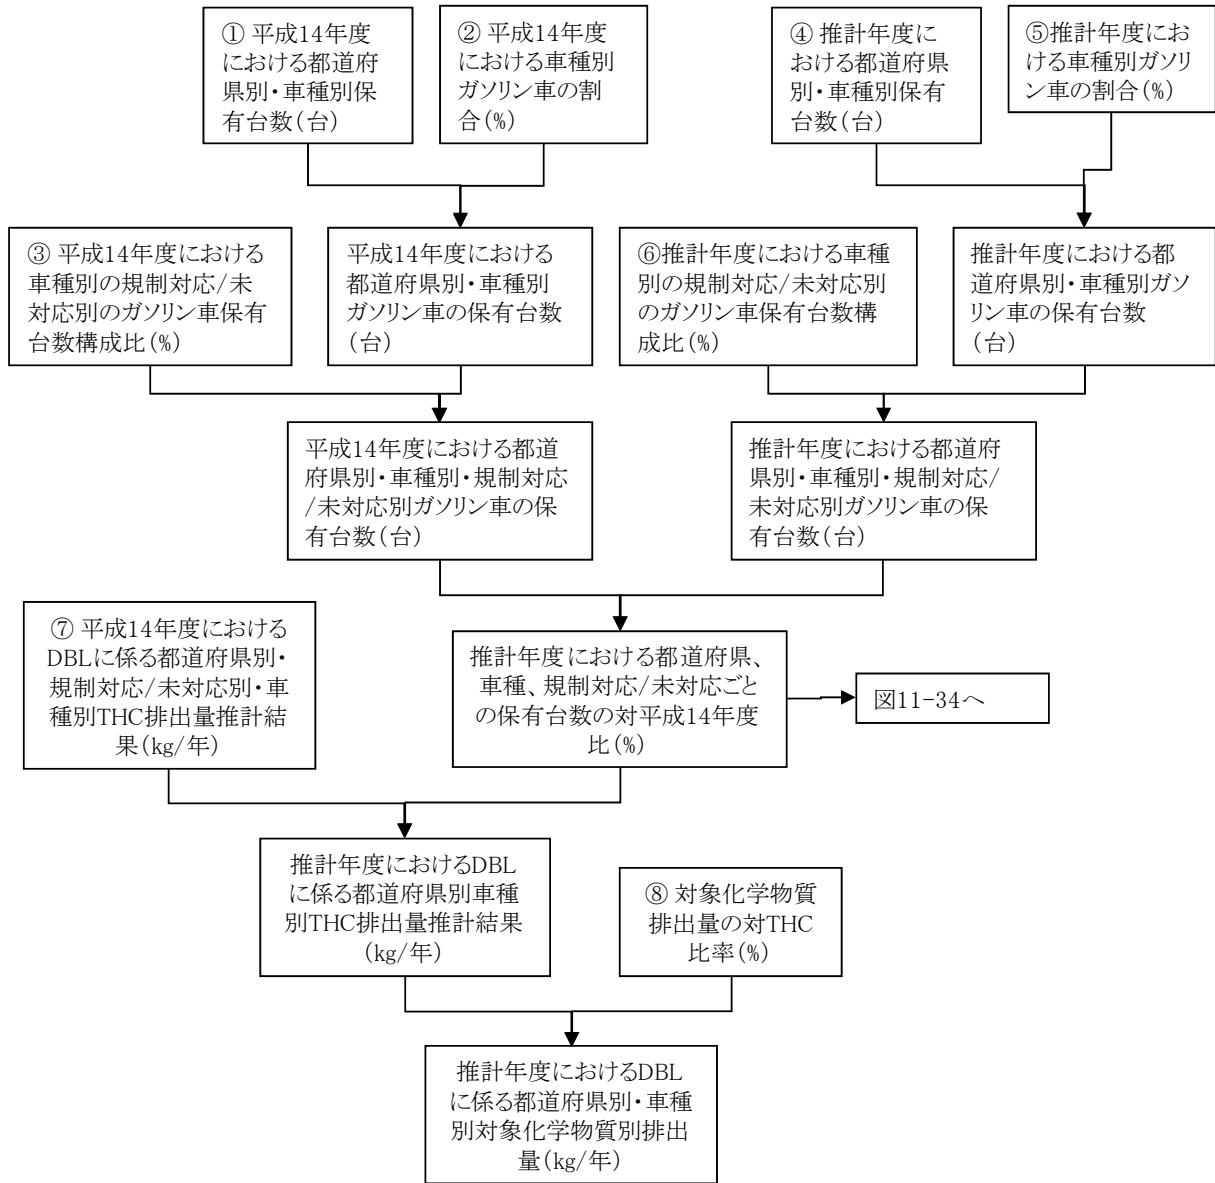 ① 平成14年度
における都道府
県別・車種別保
有台数(台)
② 平成14年度
における車種別
ガソリン車の割
合(%)
④ 推計年度に
おける都道府県
別・車種別保有
台数(台)
⑤推計年度にお
ける車種別ガソリ
ン車の割合(%)
③ 平成14年度における
車種別の規制対応/未
対応別のガソリン車保有
台数構成比(%)
平成14年度における
都道府県別・車種別
ガソリン車の保有台数
(台)
⑥推計年度における車種
別の規制対応/未対応別
のガソリン車保有台数構
成比(%)
推計年度における都
道府県別・車種別ガソ
リン車の保有台数
(台)
平成14年度における都道
府県別・車種別・規制対応
/未対応別ガソリン車の保
有台数(台)
推計年度における都道府
県別・車種別・規制対応/
未対応別ガソリン車の保
有台数(台)
⑦ 平成14年度における
DBLに係る都道府県別・
規制対応/未対応別・車
種別THC排出量推計結
果(kg/年)
推計年度における都道府県、
車種、規制対応/未対応ごと
の保有台数の対平成14年度
比(%)
図11-34へ
推計年度におけるDBL
に係る都道府県別車種
別THC排出量推計結果
(kg/年)
⑧ 対象化学物質
排出量の対THC
比率(%)
推計年度におけるDBL
に係る都道府県別・車種
別対象化学物質別排出
量(kg/年)